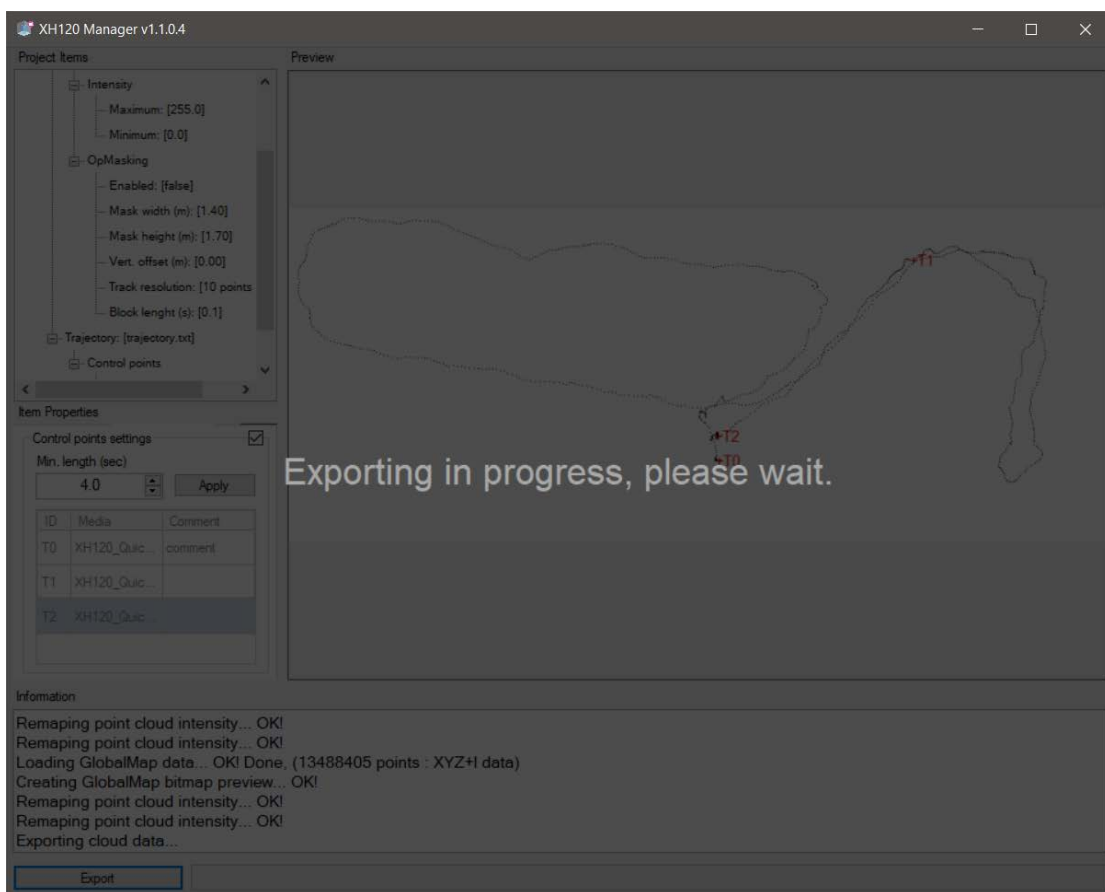 XH120 Manager v1.1.0.4
Project Items
Preview
Intensity
Maximum: [255.0]
Minimum: [0.0]
OpMasking
Enabled: [false]
Mask width (m): [1.40]
Mask height (m): [1.70]
Vert. offset (m): [0.00]
Track resolution: [10 points
Block lenght (s): [0.1]
Trajectory: [trajectory.txt]
Control points
T1
T2
T0
Item Properties
Control points settings
Min. length (sec)
4.0 Apply
Exporting in progress, please wait.
ID Media Comment
T0 XH120_Quic... comment
T1 XH120_Quic...
T2 XH120_Quic...
Information
Remaping point cloud intensity... OK!
Remaping point cloud intensity... OK!
Loading GlobalMap data... OK! Done, (13488405 points : XYZ+I data)
Creating GlobalMap bitmap preview... OK!
Remaping point cloud intensity... OK!
Remaping point cloud intensity... OK!
Exporting cloud data...
Export